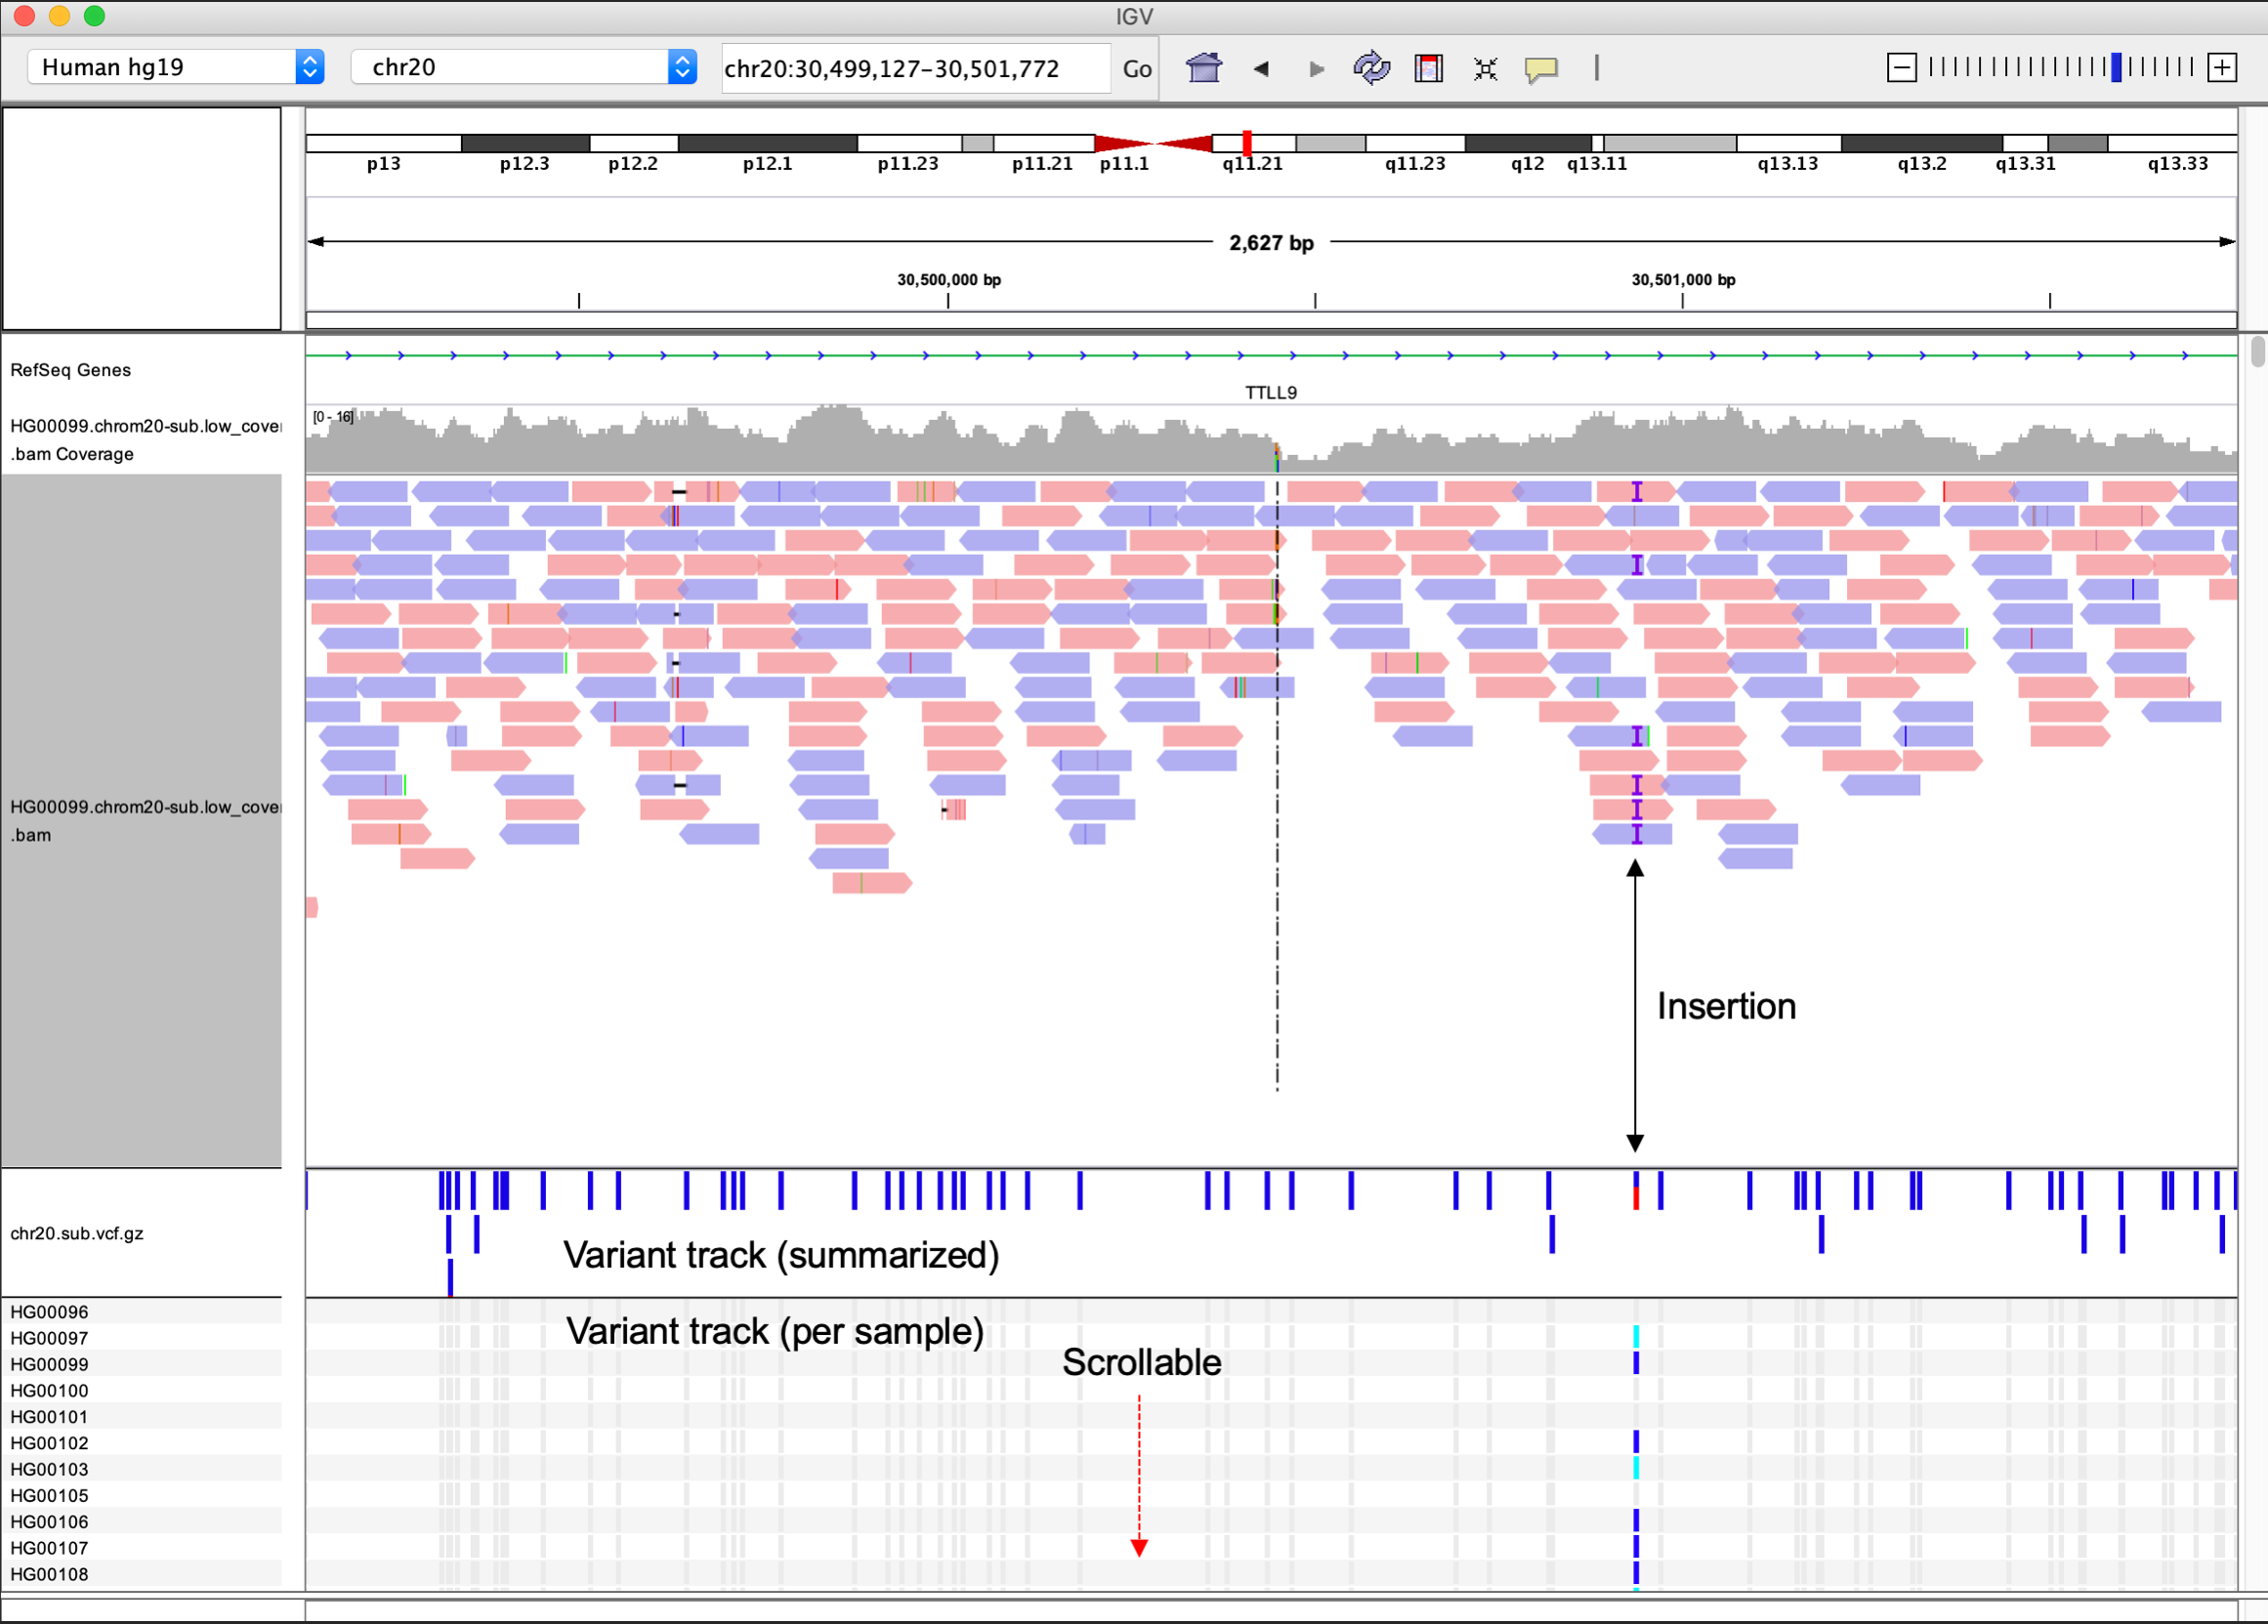 IGV
Human hg19 chr20 chr20:30,499,127-30,501,772 Go
p13 p12.3 p12.2 p12.1 p11.23 p11.21 p11.1 q11.21 q11.23 q12 q13.11 q13.13 q13.2 q13.31 q13.33
2,627 bp
30,500,000 bp 30,501,000 bp
RefSeq Genes
TTLL9
[0 - 16]
HG00099.chrom20-sub.low_cover
.bam Coverage
HG00099.chrom20-sub.low_cover
.bam
Insertion
chr20.sub.vcf.gz
Variant track (summarized)
HG00096
Variant track (per sample)
HG00097
Scrollable
HG00099
HG00100
HG00101
HG00102
HG00103
HG00105
HG00106
HG00107
HG00108